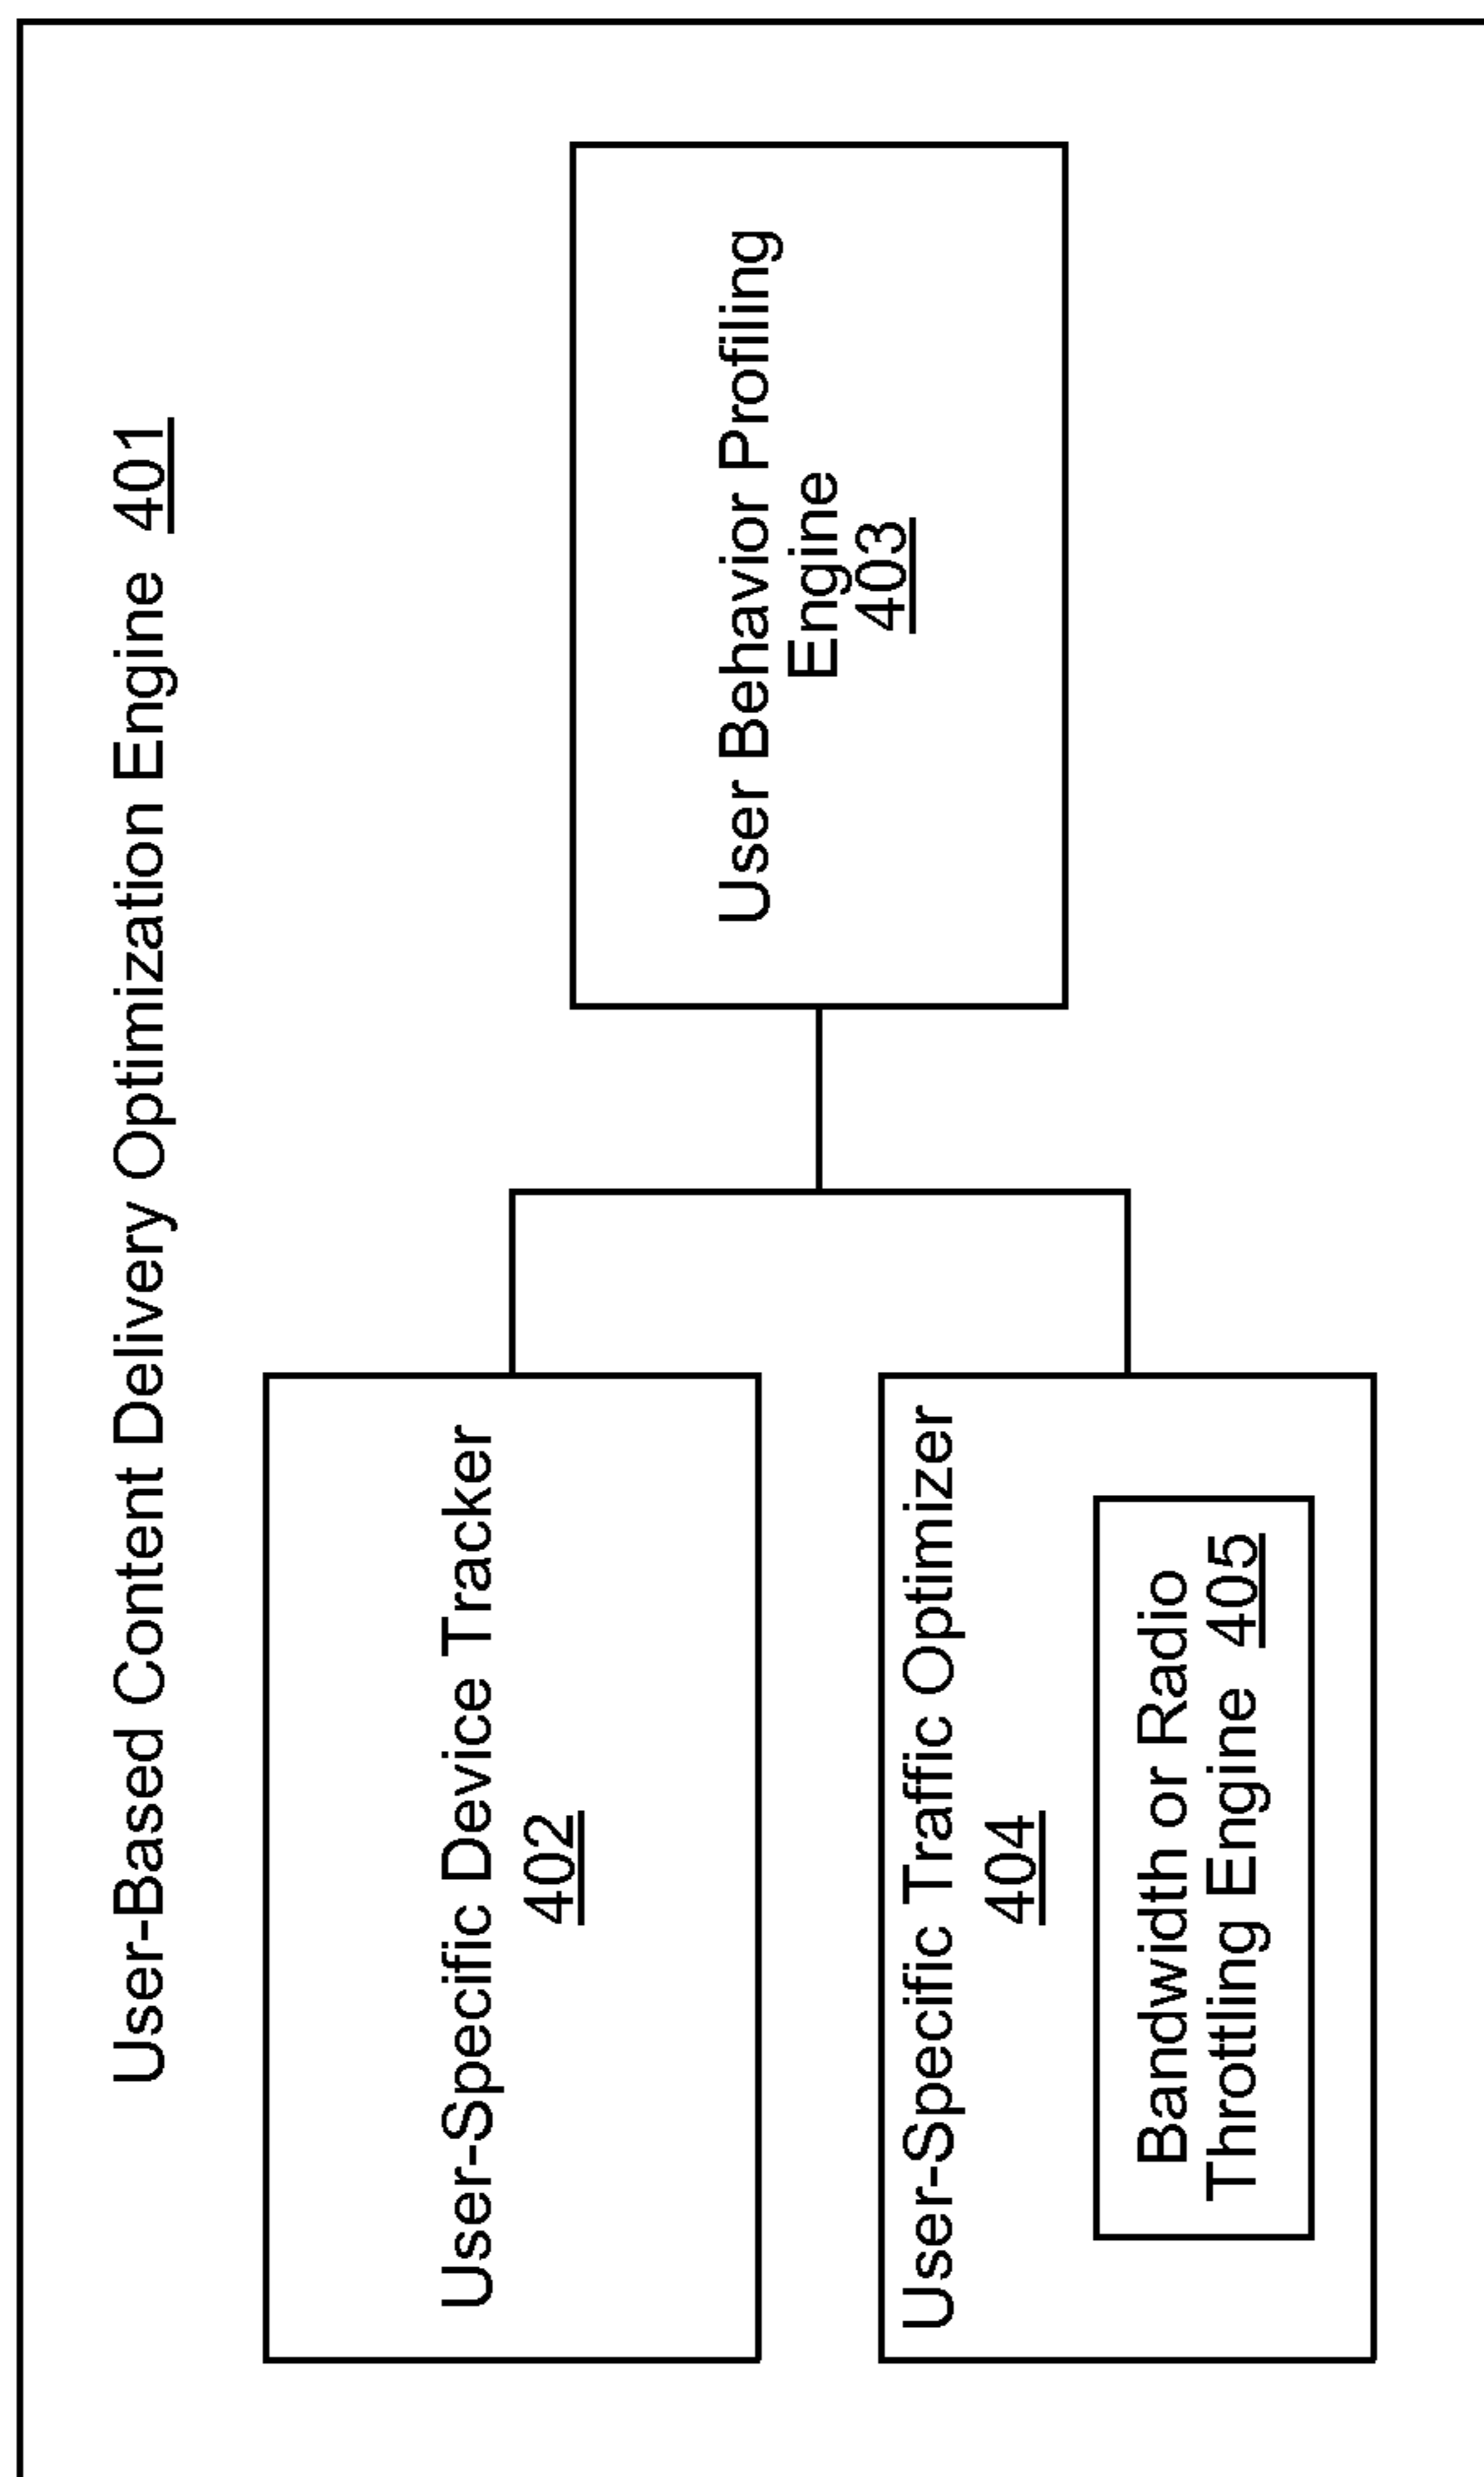 User-Based Content Delivery Optimization Engine 401
User-Specific Device Tracker
402
User Behavior Profiling
Engine
403
User-Specific Traffic Optimizer
404
Bandwidth or Radio
Throttling Engine 405